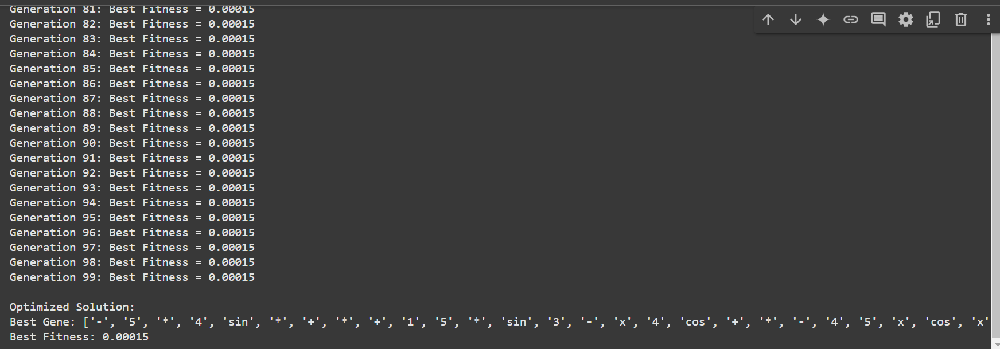 Generation 81: Best Fitness = 0.00015
Generation 82: Best Fitness = 0.00015
Generation 83: Best Fitness = 0.00015
Generation 84: Best Fitness = 0.00015
Generation 85: Best Fitness = 0.00015
Generation 86: Best Fitness = 0.00015
Generation 87: Best Fitness = 0.00015
Generation 88: Best Fitness = 0.00015
Generation 89: Best Fitness = 0.00015
Generation 90: Best Fitness = 0.00015
Generation 91: Best Fitness = 0.00015
Generation 92: Best Fitness = 0.00015
Generation 93: Best Fitness = 0.00015
Generation 94: Best Fitness = 0.00015
Generation 95: Best Fitness = 0.00015
Generation 96: Best Fitness = 0.00015
Generation 97: Best Fitness = 0.00015
Generation 98: Best Fitness = 0.00015
Generation 99: Best Fitness = 0.00015
Optimized Solution:
Best Gene: ['-', '5', '*', '4', 'sin', '*', '+', '*', '+', '1', '5', '*', 'sin', '3', '-', 'x', '4', 'cos', '+', '*', '-', '4', '5', 'x', 'cos', 'x'
Best Fitness: 0.00015